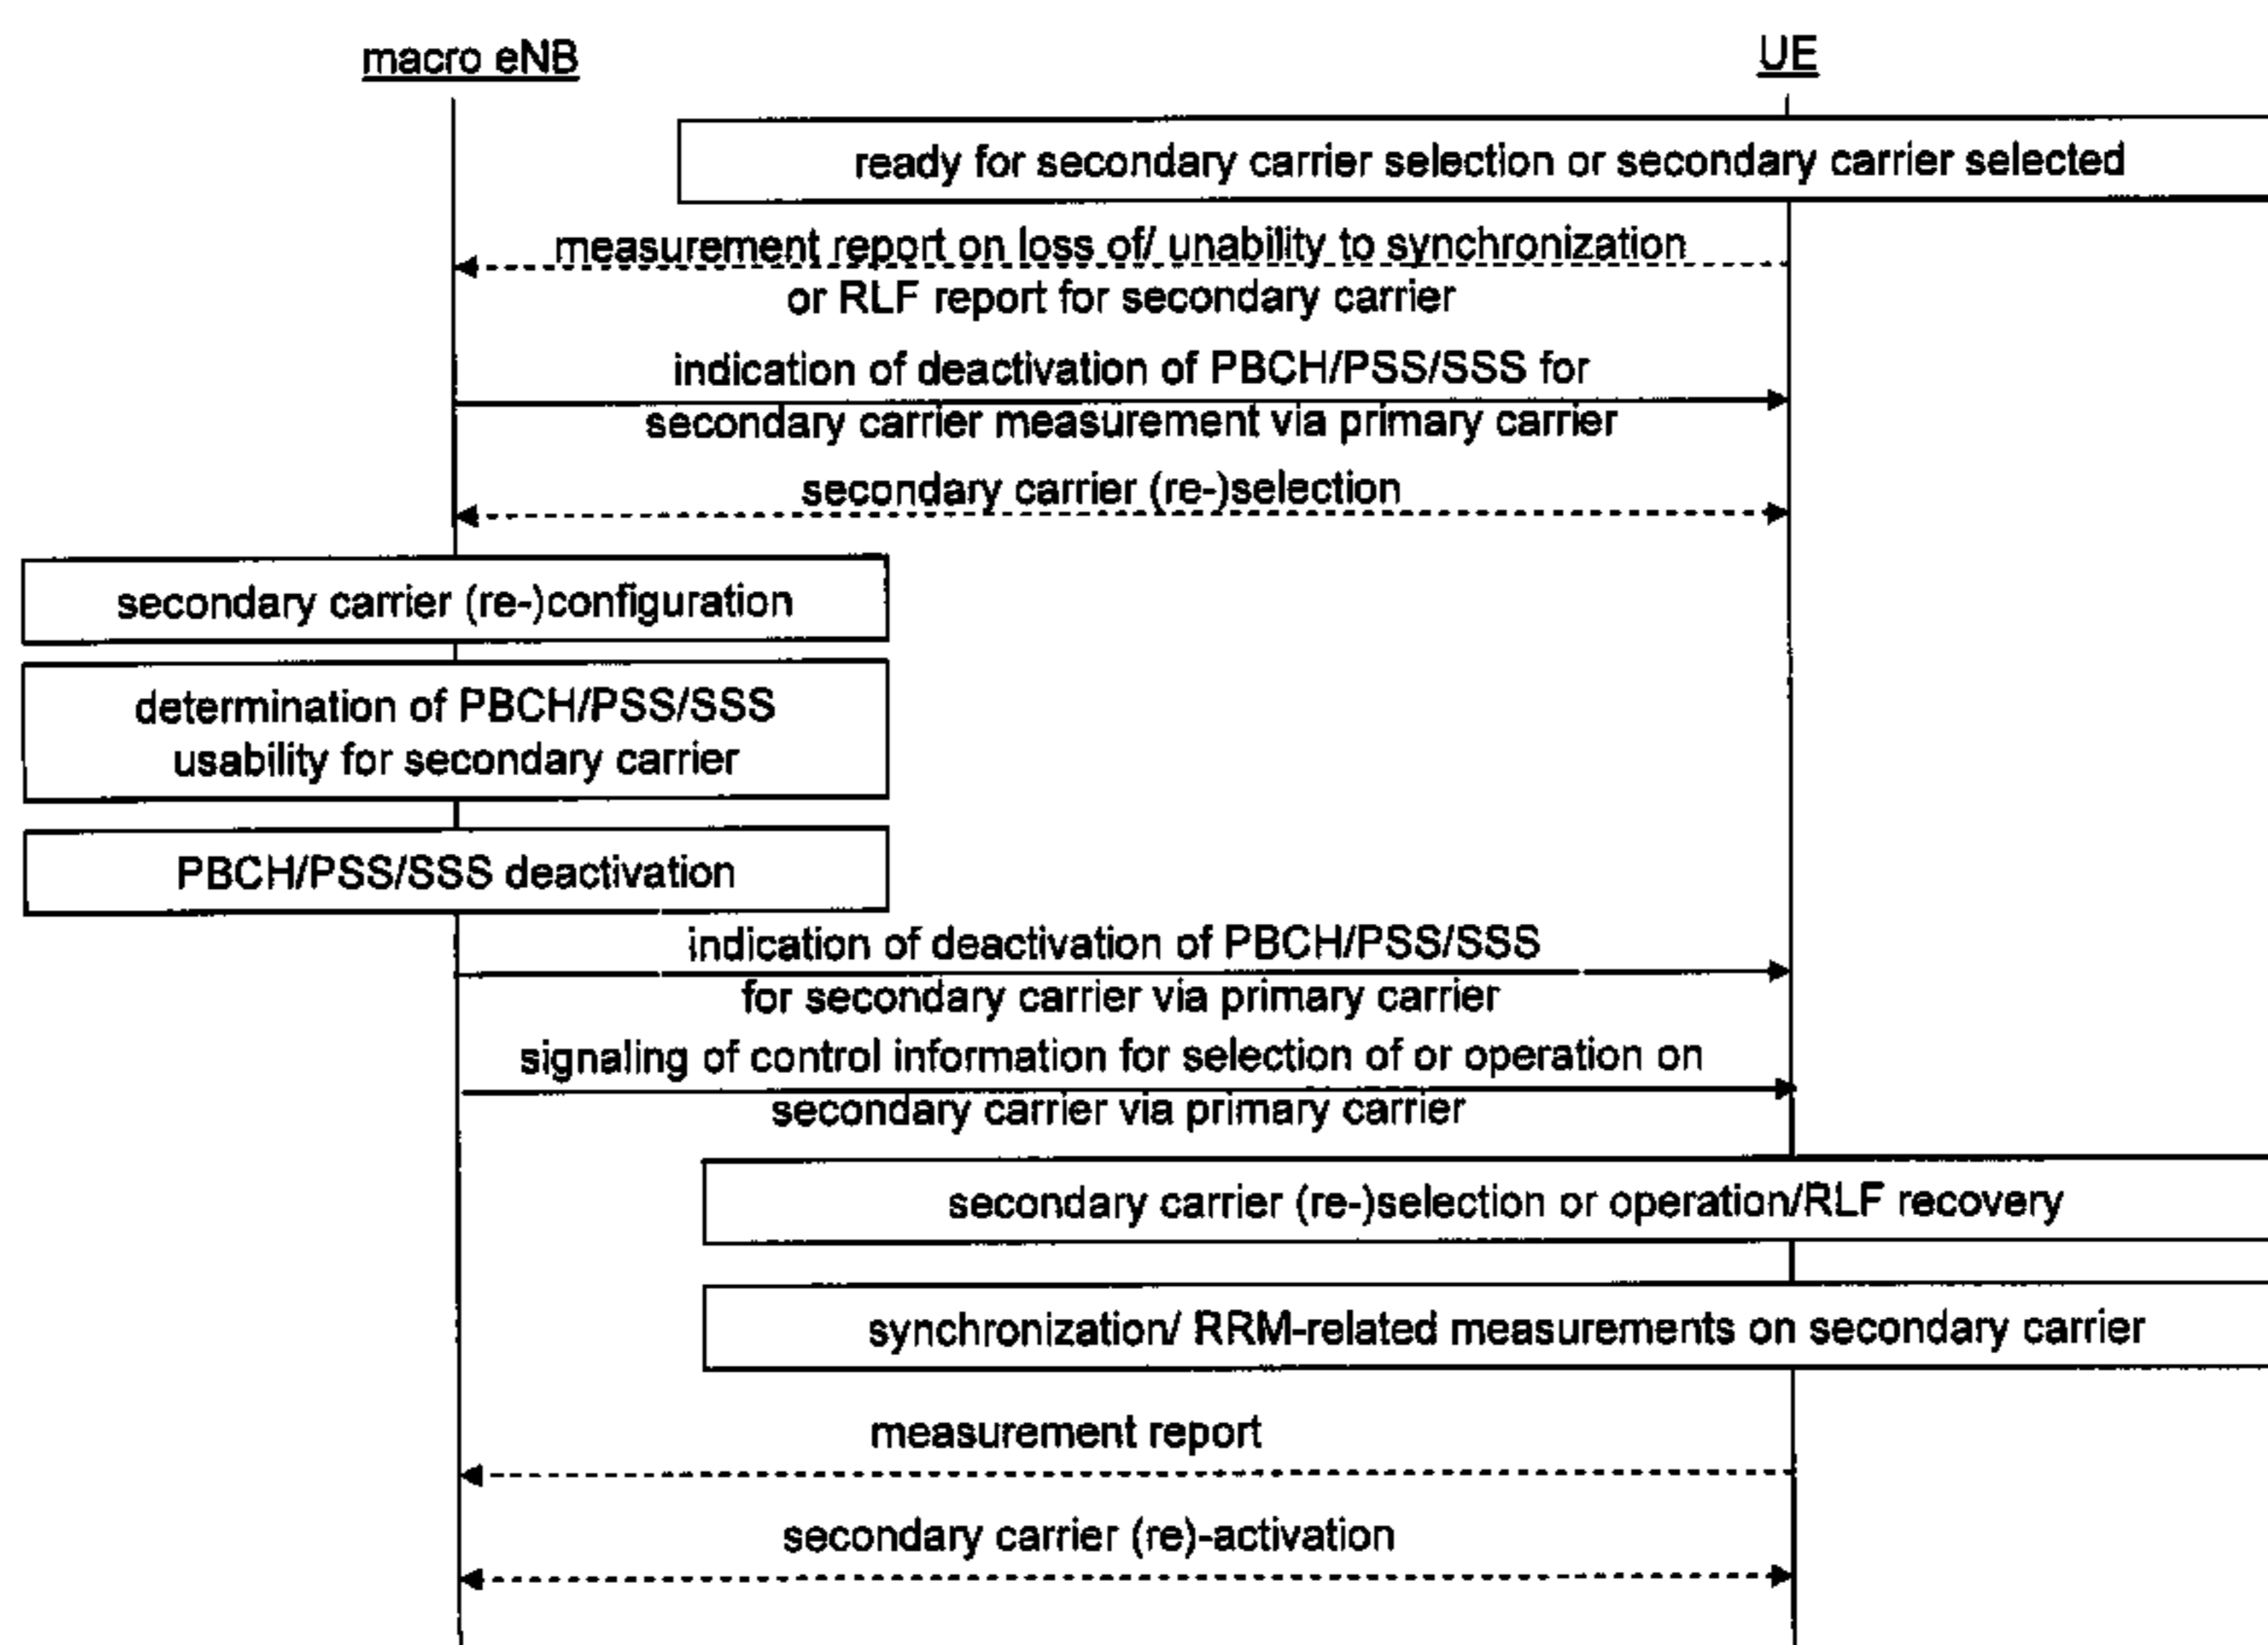 macro eNB
UE
ready for secondary carrier selection or secondary carrier selected
measurement report on loss of/ unability to synchronization
or RLF report for secondary carrier
indication of deactivation of PBCH/PSS/SSS for
secondary carrier measurement via primary carrier
secondary carrier (re-)selection
secondary carrier (re-)configuration
determination of PBCH/PSS/SSS
usability for secondary carrier
PBCH/PSS/SSS deactivation
indication of deactivation of PBCH/PSS/SSS
for secondary carrier via primary carrier
signaling of control information for selection of or operation on
secondary carrier via primary carrier
secondary carrier (re-)selection or operation/RLF recovery
synchronization/ RRM-related measurements on secondary carrier
measurement report
secondary carrier (re)-activation